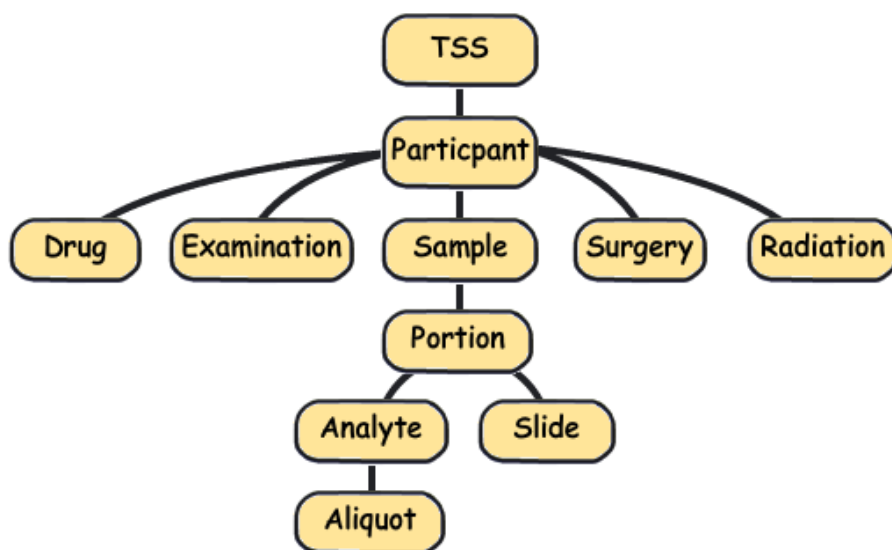 TSS
Particpant
Drug
Examination
Sample
Surgery
Radiation
Portion
Analyte
Slide
Aliquot